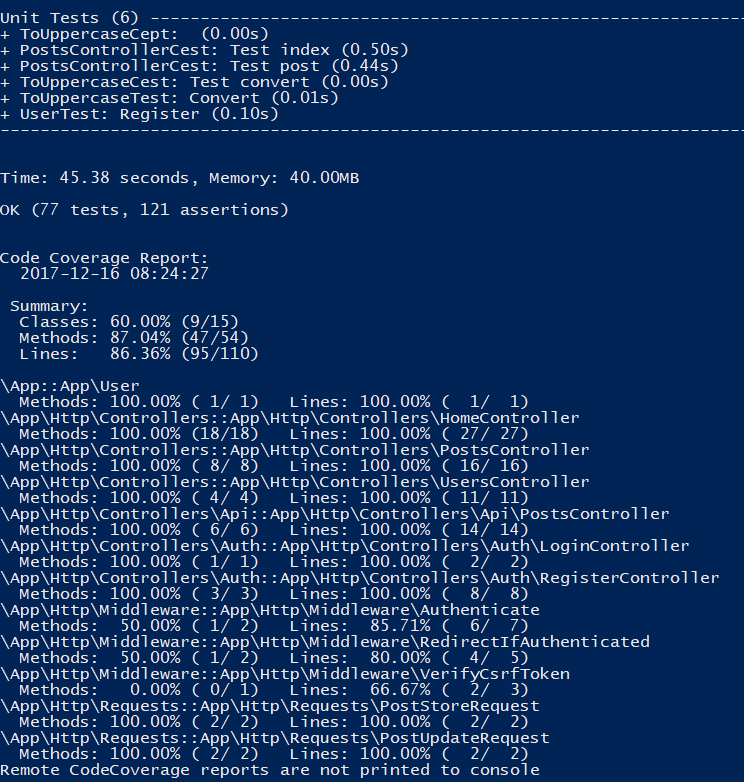 Unit Tests (6) ------------------------------------------------------------
+ ToUppercaseCept:  (0.00s)
+ PostsControllerCest: Test index (0.50s)
+ PostsControllerCest: Test post (0.44s)
+ ToUppercaseCest: Test convert (0.00s)
+ ToUppercaseTest: Convert (0.01s)
+ UserTest: Register (0.10s)
---------------------------------------------------------------------------
Time: 45.38 seconds, Memory: 40.00MB
OK (77 tests, 121 assertions)
Code Coverage Report:
  2017-12-16 08:24:27
 Summary:
  Classes: 60.00% (9/15)
  Methods: 87.04% (47/54)
  Lines:   86.36% (95/110)
\App::App\User
  Methods: 100.00% ( 1/ 1)   Lines: 100.00% (  1/  1)
\App\Http\Controllers::App\Http\Controllers\HomeController
  Methods: 100.00% (18/18)   Lines: 100.00% ( 27/ 27)
\App\Http\Controllers::App\Http\Controllers\PostsController
  Methods: 100.00% ( 8/ 8)   Lines: 100.00% ( 16/ 16)
\App\Http\Controllers::App\Http\Controllers\UsersController
  Methods: 100.00% ( 4/ 4)   Lines: 100.00% ( 11/ 11)
\App\Http\Controllers\Api::App\Http\Controllers\Api\PostsController
  Methods: 100.00% ( 6/ 6)   Lines: 100.00% ( 14/ 14)
\App\Http\Controllers\Auth::App\Http\Controllers\Auth\LoginController
  Methods: 100.00% ( 1/ 1)   Lines: 100.00% (  2/  2)
\App\Http\Controllers\Auth::App\Http\Controllers\Auth\RegisterController
  Methods: 100.00% ( 3/ 3)   Lines: 100.00% (  8/  8)
\App\Http\Middleware::App\Http\Middleware\Authenticate
  Methods:  50.00% ( 1/ 2)   Lines:  85.71% (  6/  7)
\App\Http\Middleware::App\Http\Middleware\RedirectIfAuthenticated
  Methods:  50.00% ( 1/ 2)   Lines:  80.00% (  4/  5)
\App\Http\Middleware::App\Http\Middleware\VerifyCsrfToken
  Methods:   0.00% ( 0/ 1)   Lines:  66.67% (  2/  3)
\App\Http\Requests::App\Http\Requests\PostStoreRequest
  Methods: 100.00% ( 2/ 2)   Lines: 100.00% (  2/  2)
\App\Http\Requests::App\Http\Requests\PostUpdateRequest
  Methods: 100.00% ( 2/ 2)   Lines: 100.00% (  2/  2)
Remote CodeCoverage reports are not printed to console